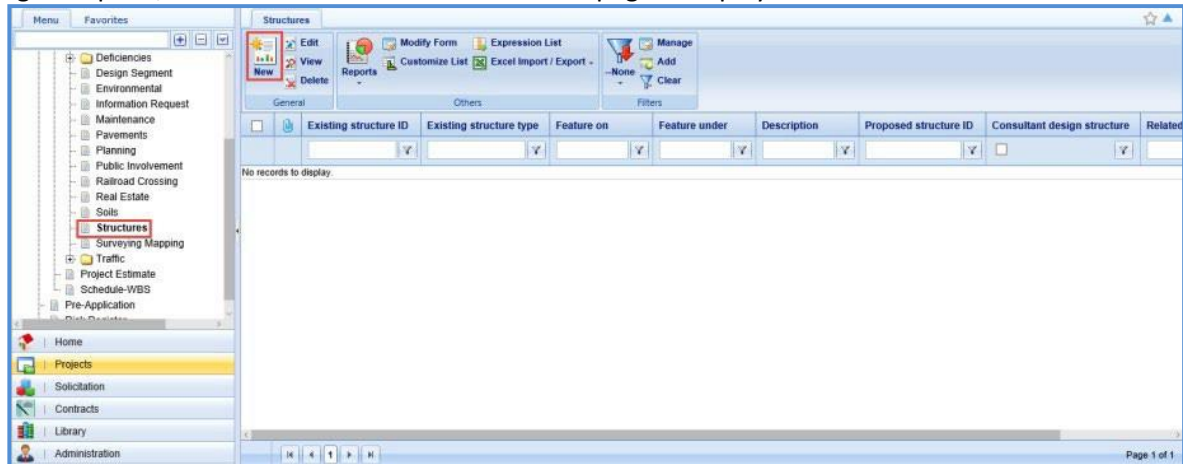 Menu Favorites
Deficiencies
Design Segment
Environmental
Information Request
Maintenance
Pavements
Planning
Public Involvement
Railroad Crossing
Real Estate
Soils
Structures
Surveying Mapping
Traffic
Project Estimate
Schedule-WBS
Pre-Application
Home
Projects
Solicitation
Contracts
Library
Administration
Structures
New
Edit
View
Delete
General
Reports
Modify Form Expression List
Customize List Excel Import / Export
Others
--None
Manage
Add
Clear
Filters
Existing structure ID Existing structure type Feature on Feature under Description Proposed structure ID Consultant design structure Related
No records to display.
1
Page 1 of 1